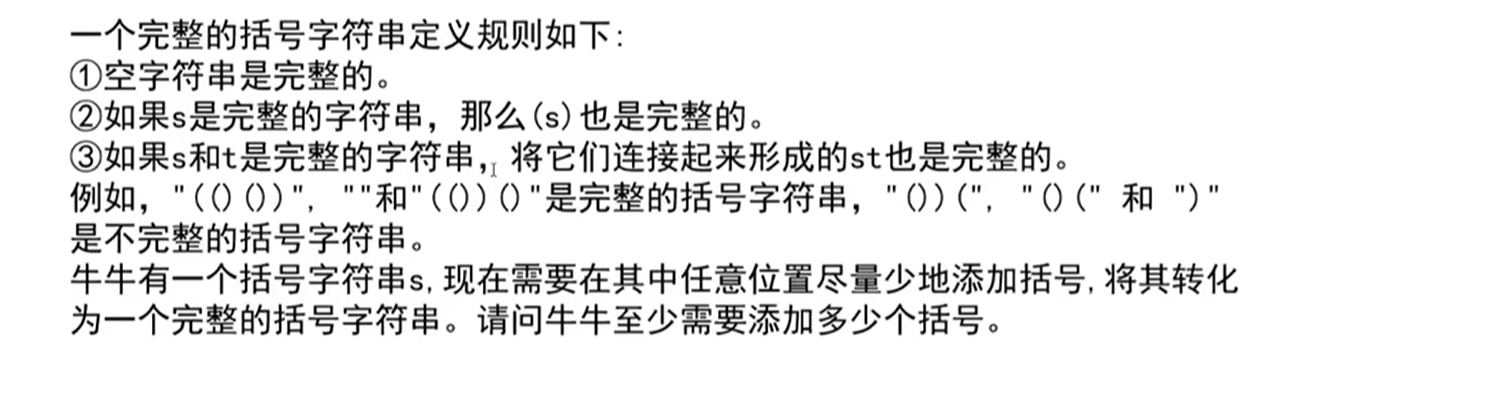 一个完整的括号字符串定义规则如下:
①空字符串是完整的。
②如果s是完整的字符串，那么(s)也是完整的。
③如果s和t是完整的字符串，将它们连接起来形成的st也是完整的。
例如，"(()())", ""和"(())()"是完整的括号字符串，"())(", "()(" 和 ")"
是不完整的括号字符串。
牛牛有一个括号字符串s,现在需要在其中任意位置尽量少地添加括号,将其转化
为一个完整的括号字符串。请问牛牛至少需要添加多少个括号。